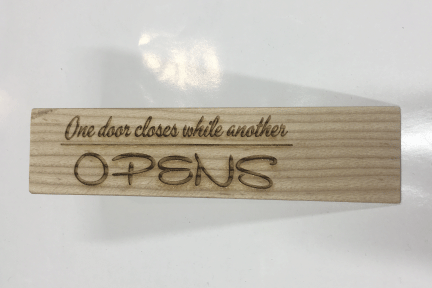 One door closes while another
OPENS